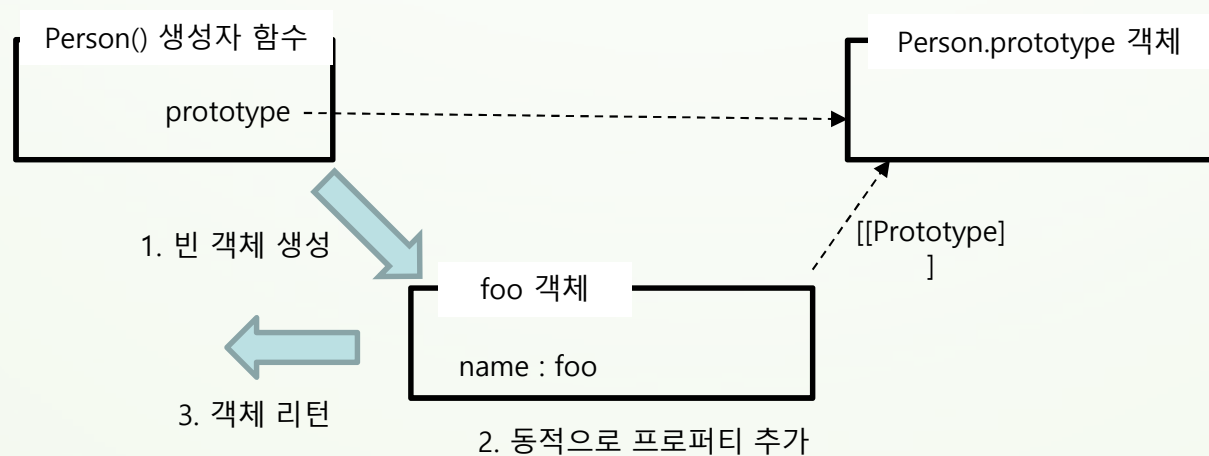 Person() 생성자 함수
Person.prototype 객체
prototype
1. 빈 객체 생성
[[Prototype]
]
foo 객체
name : foo
3. 객체 리턴
2. 동적으로 프로퍼티 추가